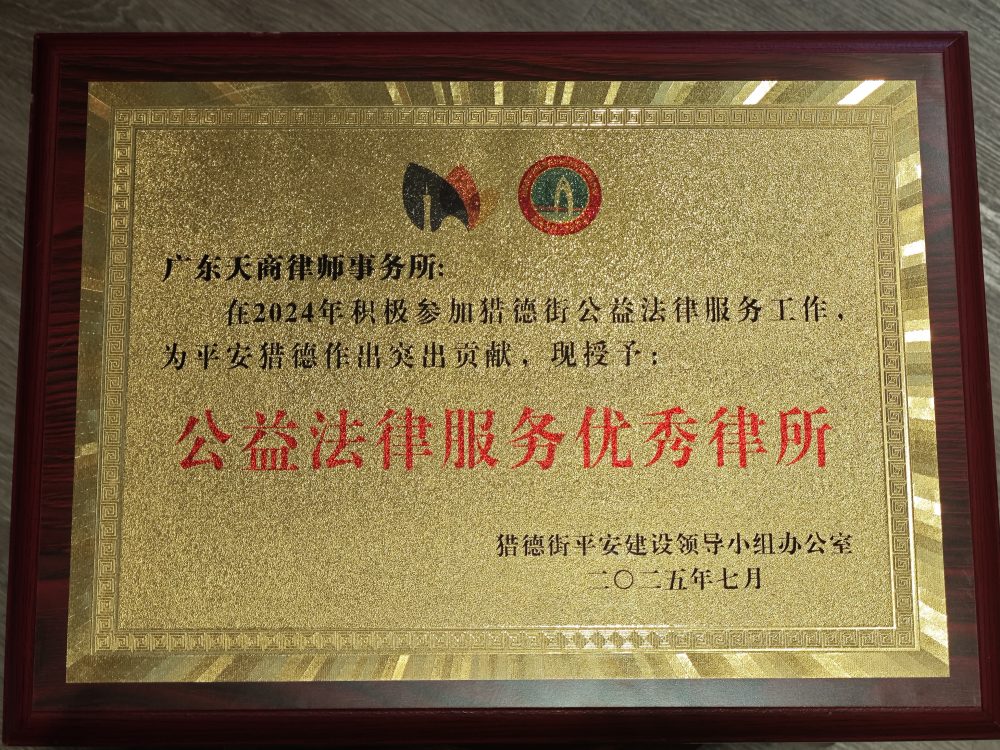 广东天商律师事务所:
在2024年积极参加猎德街公益法律服务工作，
为平安猎德作出突出贡献，现授予：
公益法律服务优秀律所
猎德街平安建设领导小组办公室
二〇二五年七月